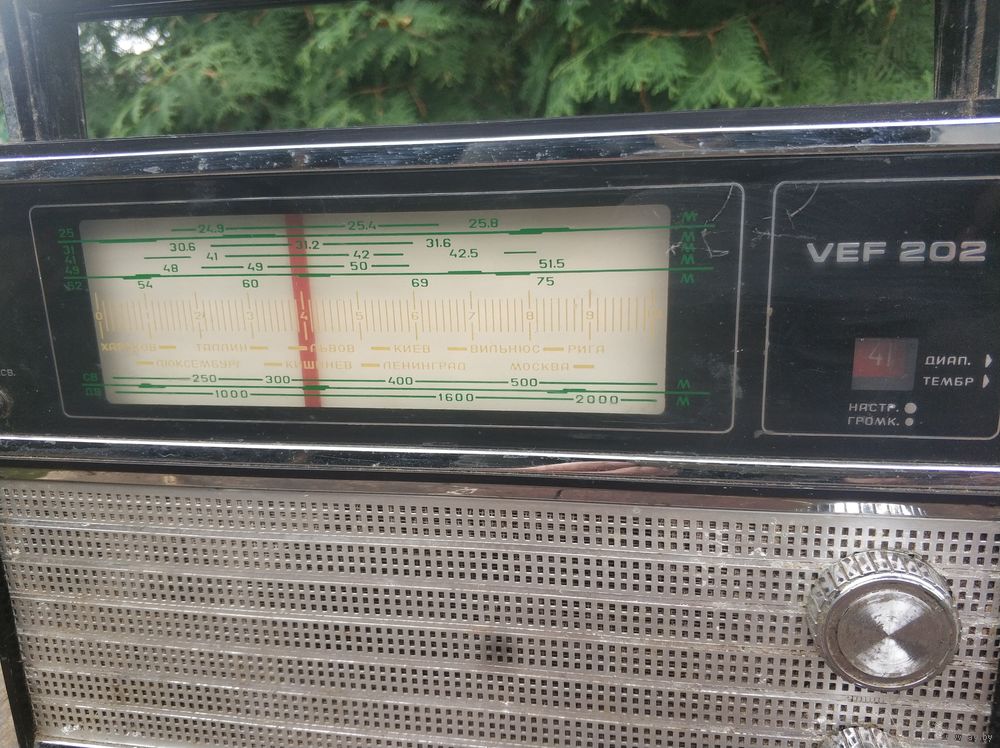 25 24.9 25.4 25.8 м
31 30.6 31.2 31.6 м
41 41 42 42.5 м
49 48 49 50 51.5
52 54 60 69 75 м
0 1 2 3 4 5 6 7 8 9
ХАРЬКОВ ТАЛЛИН ЛЬВОВ КИЕВ ВИЛЬНЮС РИГА
ЛЮКСЕМБУРГ КИШИНЕВ ЛЕНИНГРАД МОСКВА
СВ 250 300 400 500 м
ДВ 1000 1600 2000 м
VEF 202
41
ДИАП.
ТЕМБР
НАСТР.
ГРОМК.